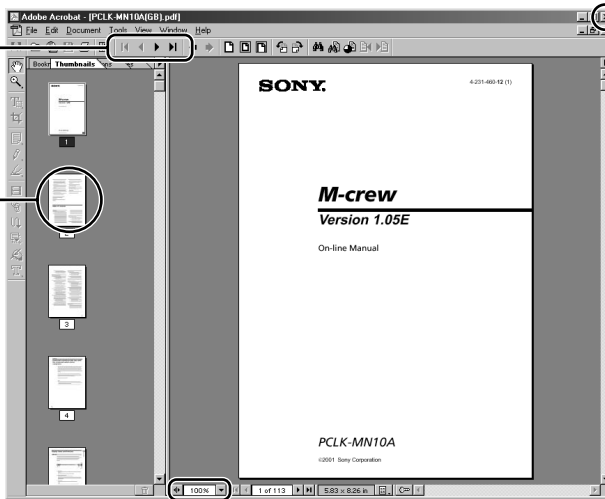 Adobe Acrobat - [PCLK-MN10A(GB).pdf]
File Edit Document Tools View Window Help
Thumbnails
1
2
3
4
SONY.
4-231-460-12 (1)
M-crew
Version 1.05E
On-line Manual
PCLK-MN10A
©2001 Sony Corporation
100%
1 of 113
5.83 x 8.26 in